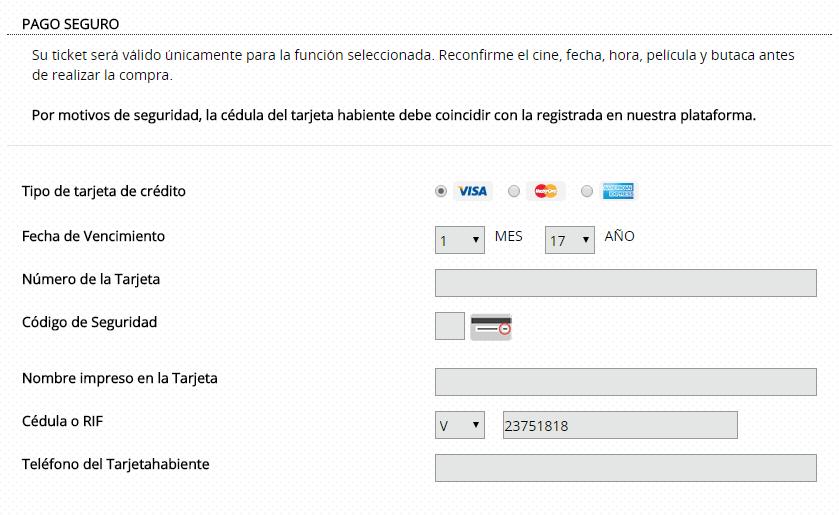 PAGO SEGURO
Su ticket será válido únicamente para la función seleccionada. Reconfirme el cine, fecha, hora, película y butaca antes
de realizar la compra.
Por motivos de seguridad, la cédula del tarjeta habiente debe coincidir con la registrada en nuestra plataforma.
Tipo de tarjeta de crédito VISA MasterCard AMERICAN EXPRESS
Fecha de Vencimiento 1 MES 17 AÑO
Número de la Tarjeta
Código de Seguridad
Nombre impreso en la Tarjeta
Cédula o RIF V 23751818
Teléfono del Tarjetahabiente